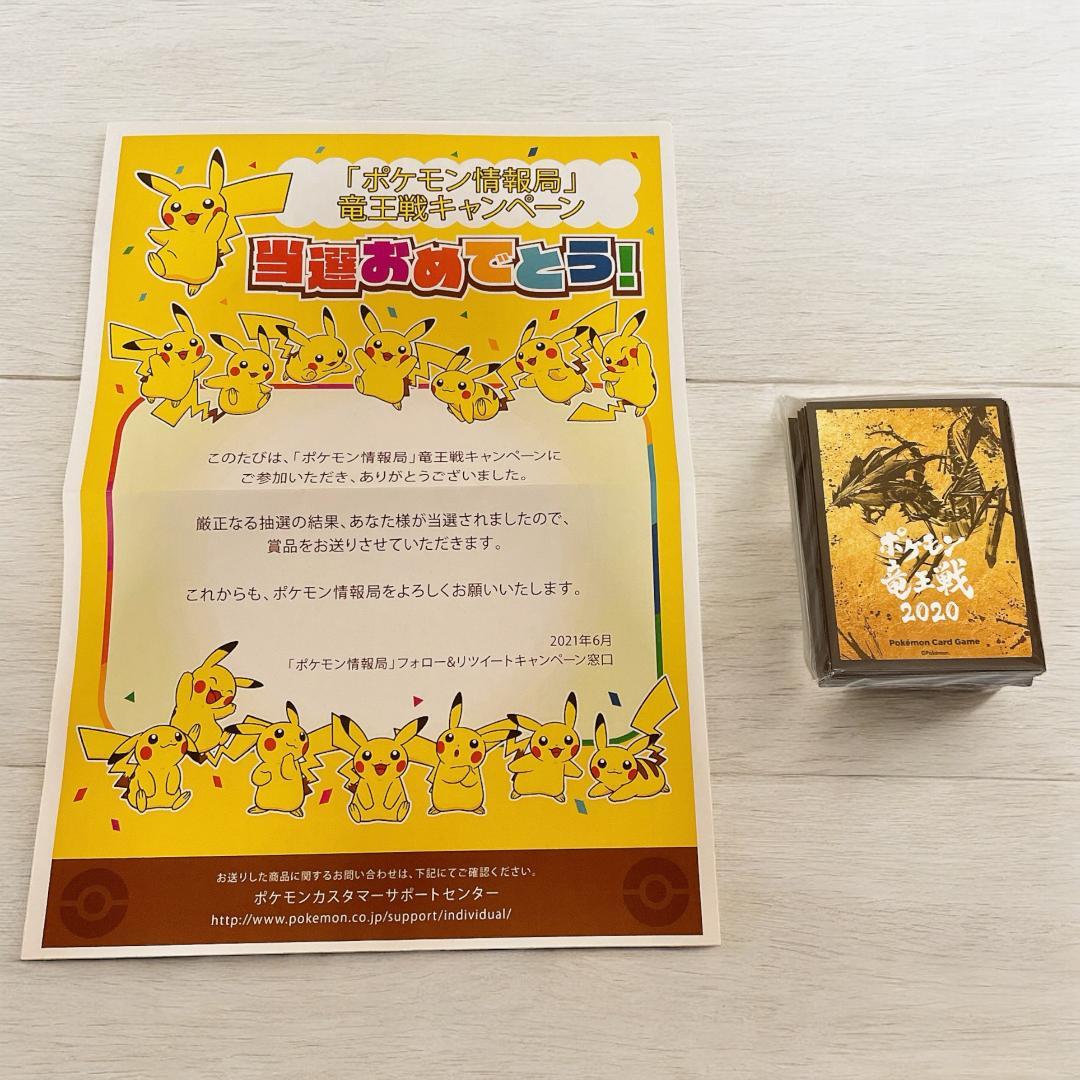 「ポケモン情報局」
竜王戦キャンペーン
当選おめでとう!
このたびは、「ポケモン情報局」竜王戦キャンペーンに
ご参加いただき、ありがとうございました。
厳正なる抽選の結果、あなた様が当選されましたので、
賞品をお送りさせていただきます。
これからも、ポケモン情報局をよろしくお願いいたします。
2021年6月
「ポケモン情報局」フォロー&リツイートキャンペーン窓口
お送りした商品に関するお問い合わせは、下記にてご確認ください。
ポケモンカスタマーサポートセンター
http://www.pokemon.co.jp/support/individual/
ポケモン
竜王戦
2020
Pokémon Card Game
©Pokémon.